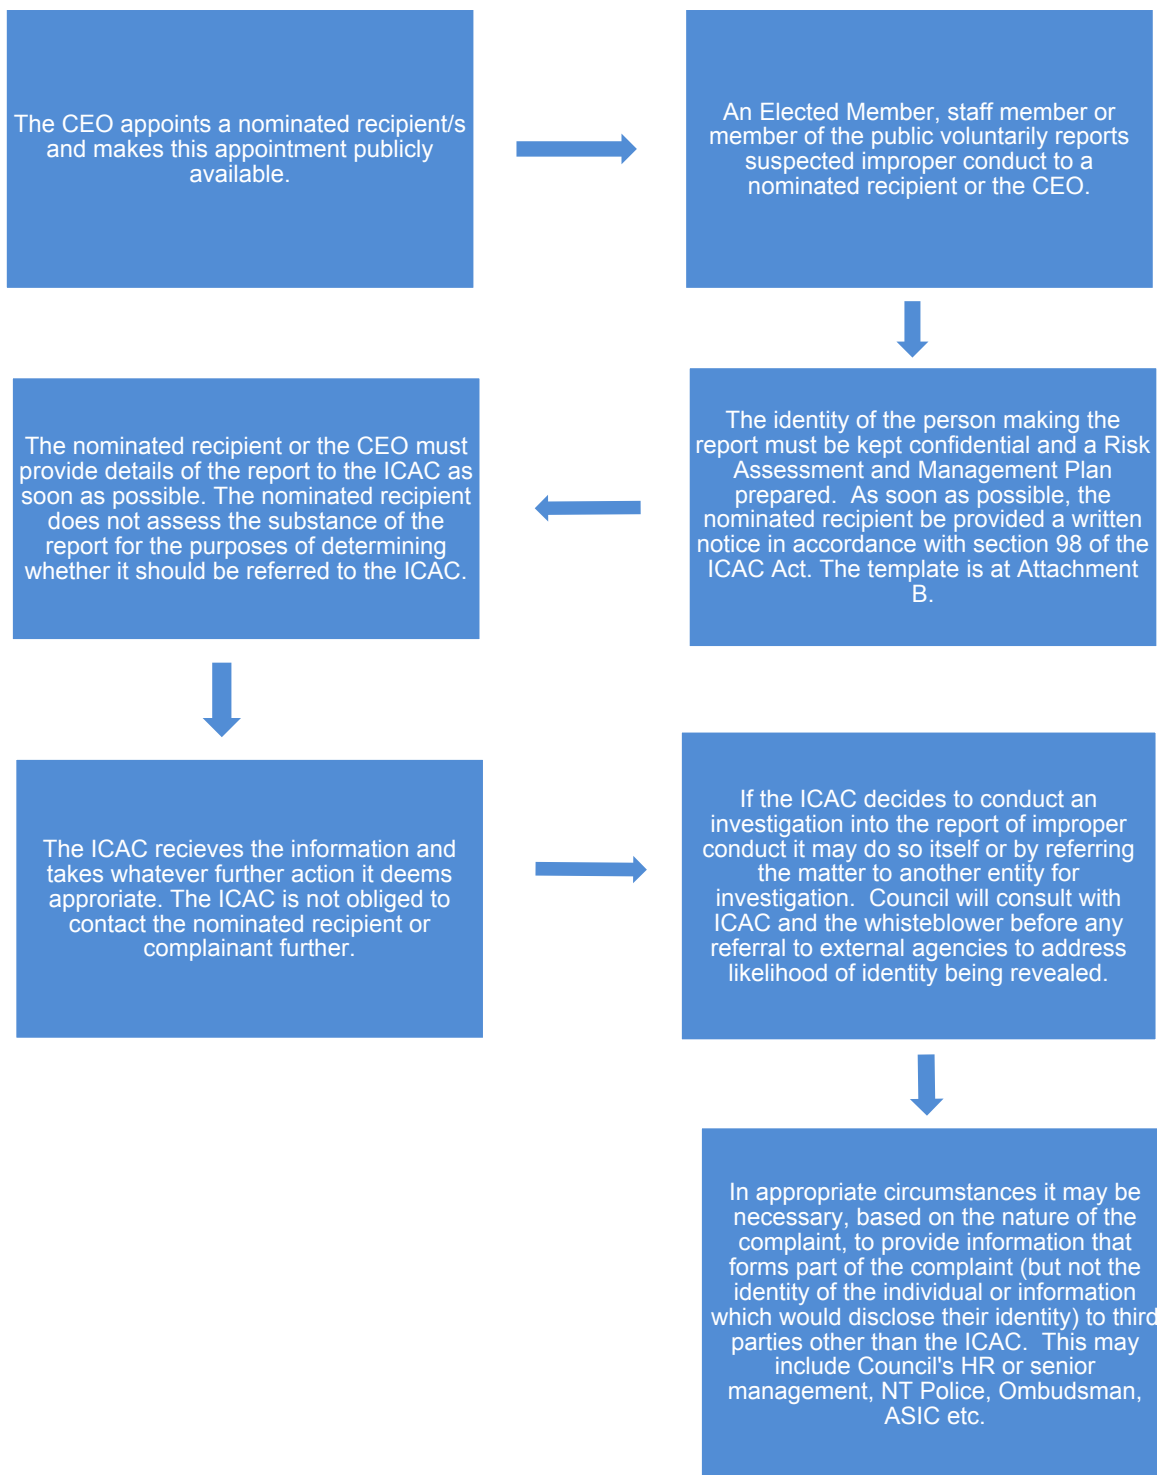 The CEO appoints a nominated recipient/s
and makes this appointment publicly
available.
An Elected Member, staff member or
member of the public voluntarily reports
suspected improper conduct to a
nominated recipient or the CEO.
The identity of the person making the
report must be kept confidential and a Risk
Assessment and Management Plan
prepared.  As soon as possible, the
nominated recipient be provided a written
notice in accordance with section 98 of the
ICAC Act. The template is at Attachment
B.
The nominated recipient or the CEO must
provide details of the report to the ICAC as
soon as possible. The nominated recipient
does not assess the substance of the
report for the purposes of determining
whether it should be referred to the ICAC.
The ICAC recieves the information and
takes whatever further action it deems
approriate. The ICAC is not obliged to
contact the nominated recipient or
complainant further.
If the ICAC decides to conduct an
investigation into the report of improper
conduct it may do so itself or by referring
the matter to another entity for
investigation.  Council will consult with
ICAC and the whisteblower before any
referral to external agencies to address
likelihood of identity being revealed.
In appropriate circumstances it may be
necessary, based on the nature of the
complaint, to provide information that
forms part of the complaint (but not the
identity of the individual or information
which would disclose their identity) to third
parties other than the ICAC.  This may
include Council's HR or senior
management, NT Police, Ombudsman,
ASIC etc.